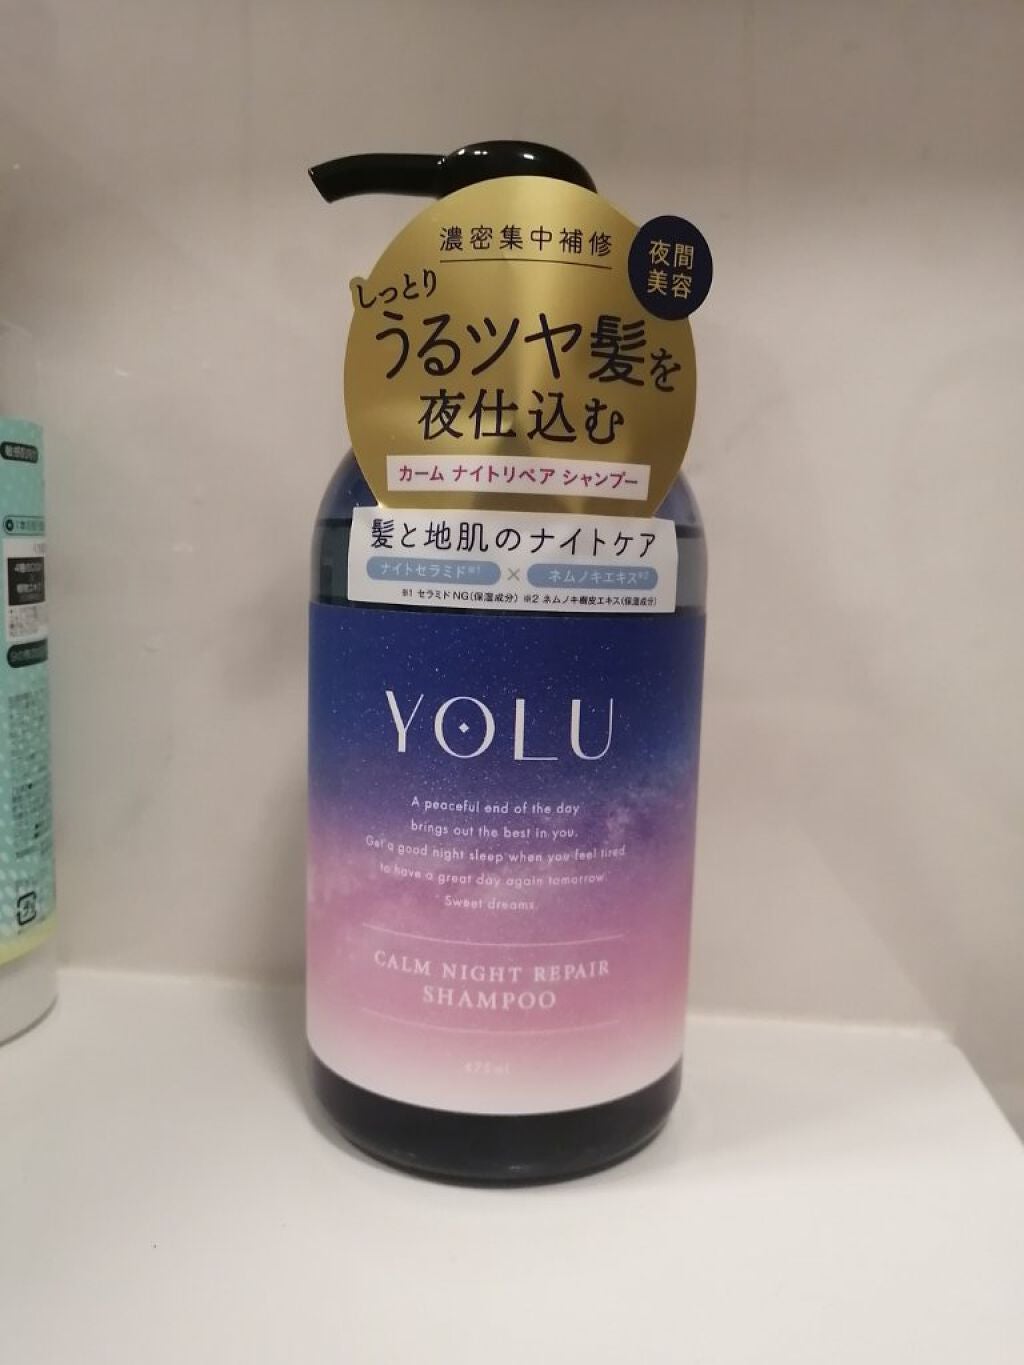 濃密集中補修
夜間
美容
しっとり
うるツヤ髪を
夜仕込む
カーム ナイトリペア シャンプー
髪と地肌のナイトケア
ナイトセラミド※1 × ネムノキエキス※2
※1 セラミドNG(保湿成分) ※2 ネムノキ樹皮エキス(保湿成分)
YOLU
A peaceful end of the day
brings out the best in you.
Get a good night sleep when you feel tired
to have a great day again tomorrow.
Sweet dreams.
CALM NIGHT REPAIR
SHAMPOO
475ml